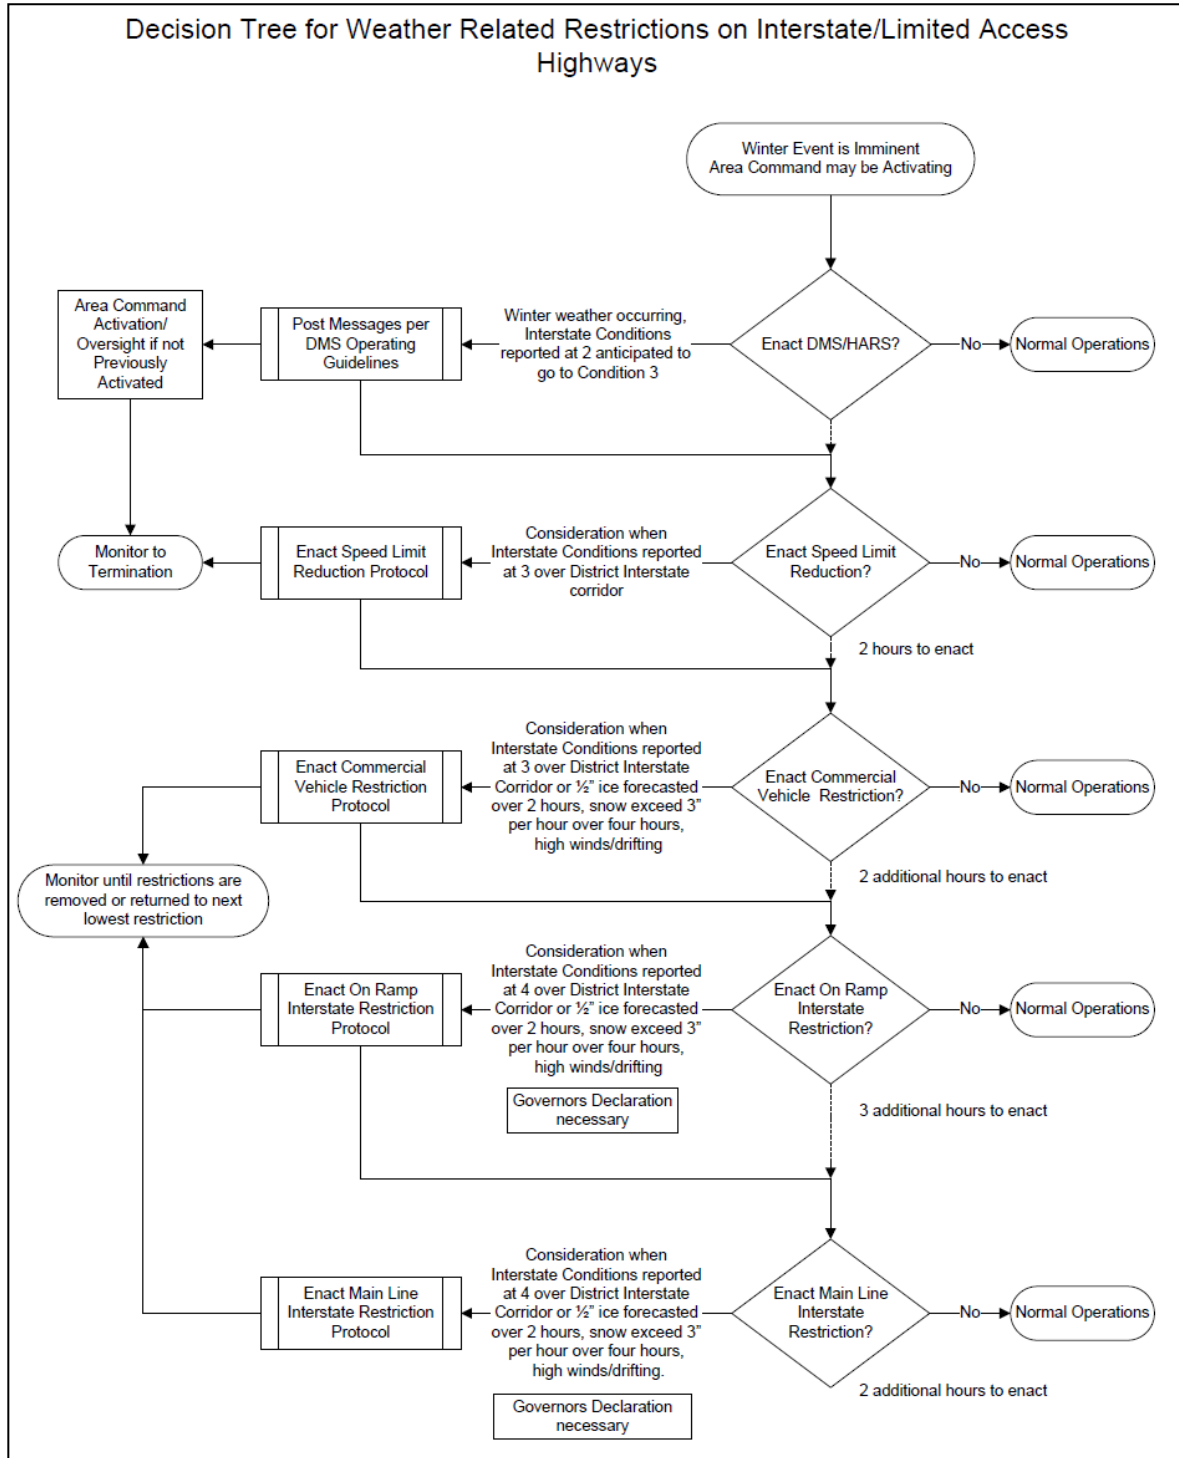 Decision Tree for Weather Related Restrictions on Interstate/Limited Access
Highways
Winter Event is Imminent
Area Command may be Activating
Area Command
Activation/
Oversight if not
Previously
Activated
Post Messages per
DMS Operating
Guidelines
Winter weather occurring,
Interstate Conditions
reported at 2 anticipated to
go to Condition 3
Enact DMS/HARS?
No
Normal Operations
Monitor to
Termination
Enact Speed Limit
Reduction Protocol
Consideration when
Interstate Conditions reported
at 3 over District Interstate
corridor
Enact Speed Limit
Reduction?
No
Normal Operations
2 hours to enact
Enact Commercial
Vehicle Restriction
Protocol
Consideration when
Interstate Conditions reported
at 3 over District Interstate
Corridor or ½” ice forecasted
over 2 hours, snow exceed 3”
per hour over four hours,
high winds/drifting
Enact Commercial
Vehicle Restriction?
No
Normal Operations
2 additional hours to enact
Monitor until restrictions are
removed or returned to next
lowest restriction
Enact On Ramp
Interstate Restriction
Protocol
Consideration when
Interstate Conditions reported
at 4 over District Interstate
Corridor or ½” ice forecasted
over 2 hours, snow exceed 3”
per hour over four hours,
high winds/drifting
Governors Declaration
necessary
Enact On Ramp
Interstate
Restriction?
No
Normal Operations
3 additional hours to enact
Enact Main Line
Interstate Restriction
Protocol
Consideration when
Interstate Conditions reported
at 4 over District Interstate
Corridor or ½” ice forecasted
over 2 hours, snow exceed 3”
per hour over four hours,
high winds/drifting.
Governors Declaration
necessary
Enact Main Line
Interstate
Restriction?
No
Normal Operations
2 additional hours to enact